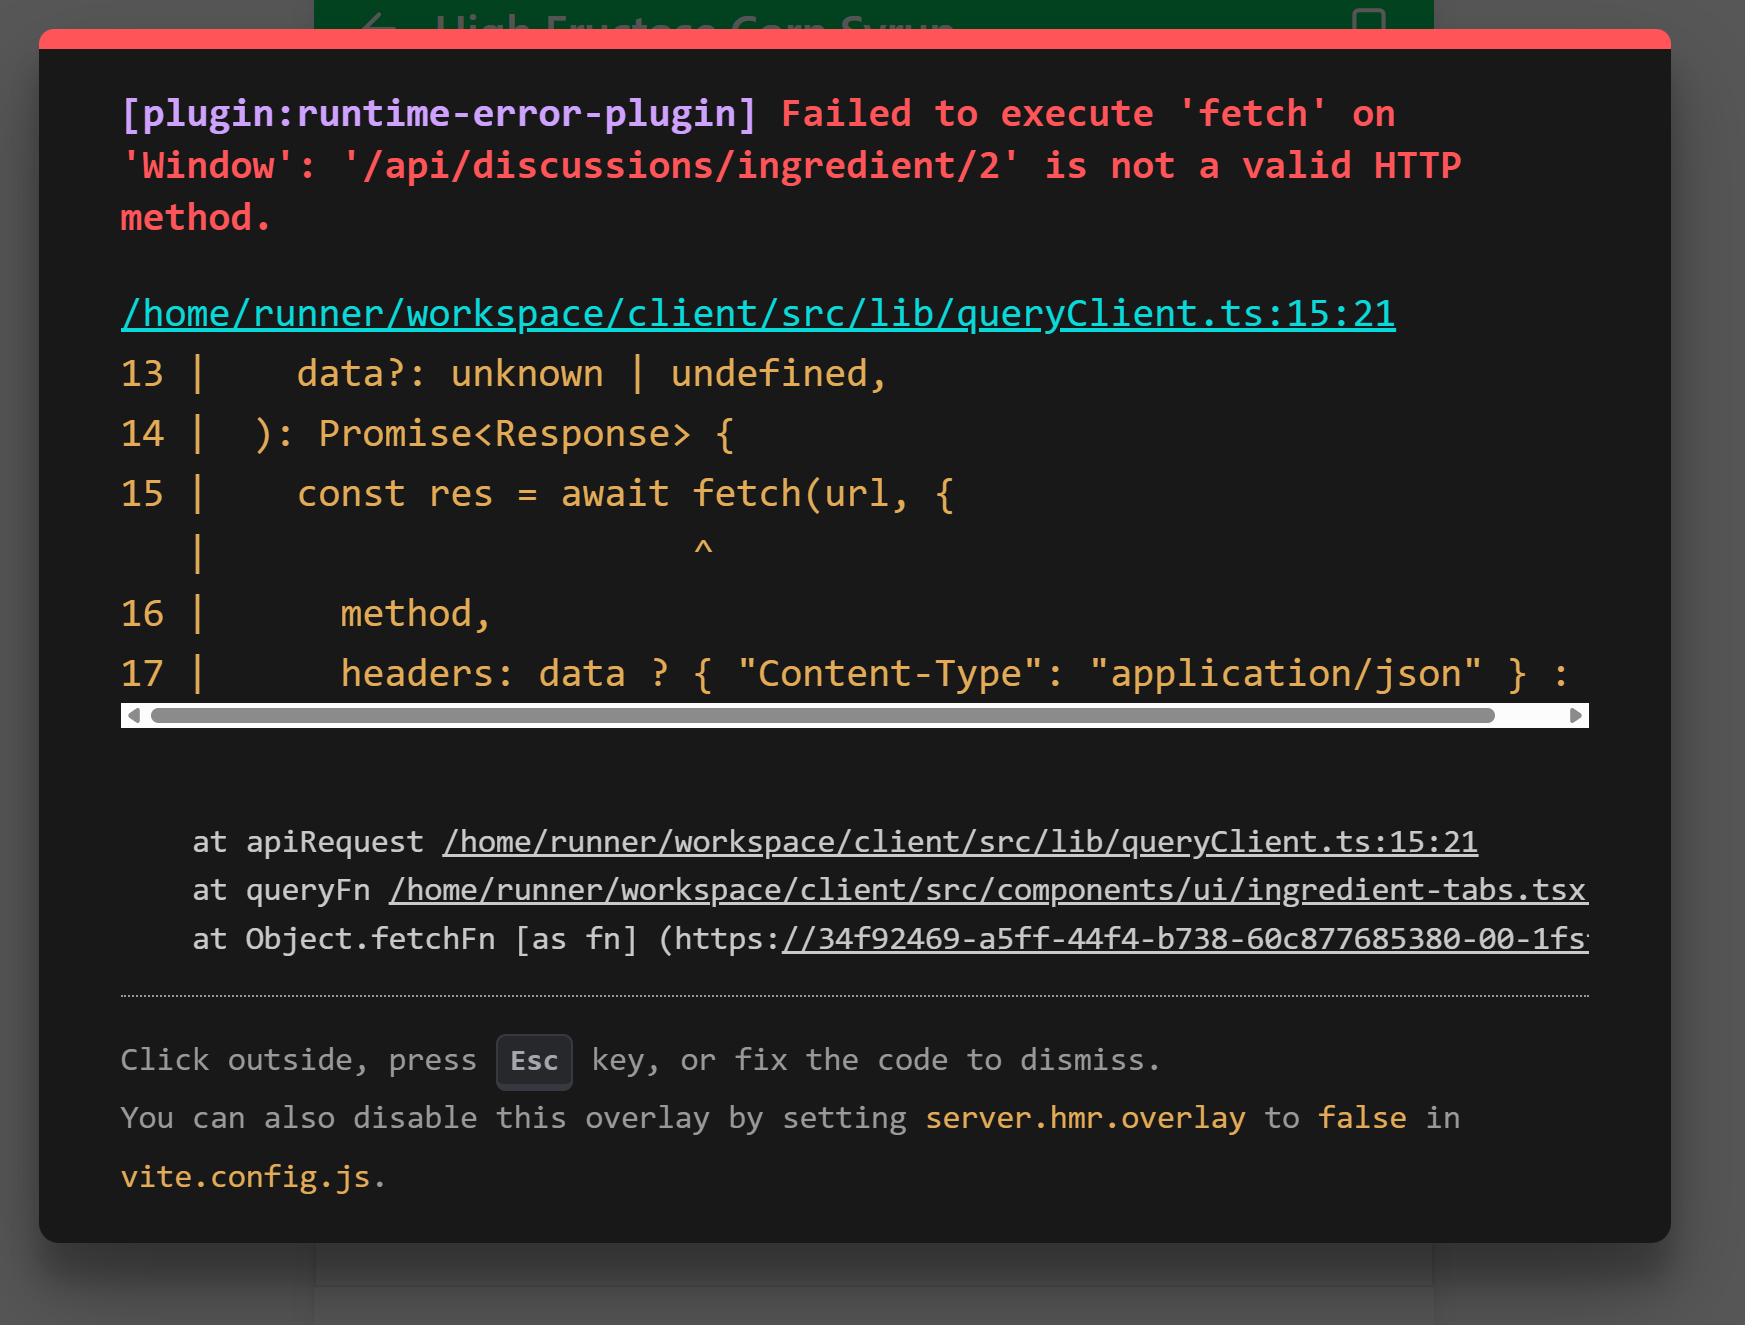 High Fructose Corn Syrup
[plugin:runtime-error-plugin] Failed to execute 'fetch' on
'Window': '/api/discussions/ingredient/2' is not a valid HTTP
method.
/home/runner/workspace/client/src/lib/queryClient.ts:15:21
13 |    data?: unknown | undefined,
14 |  ): Promise<Response> {
15 |    const res = await fetch(url, {
   |                      ^
16 |      method,
17 |      headers: data ? { "Content-Type": "application/json" } :
at apiRequest /home/runner/workspace/client/src/lib/queryClient.ts:15:21
at queryFn /home/runner/workspace/client/src/components/ui/ingredient-tabs.tsx
at Object.fetchFn [as fn] (https://34f92469-a5ff-44f4-b738-60c877685380-00-1fs
Click outside, press Esc key, or fix the code to dismiss.
You can also disable this overlay by setting server.hmr.overlay to false in
vite.config.js.